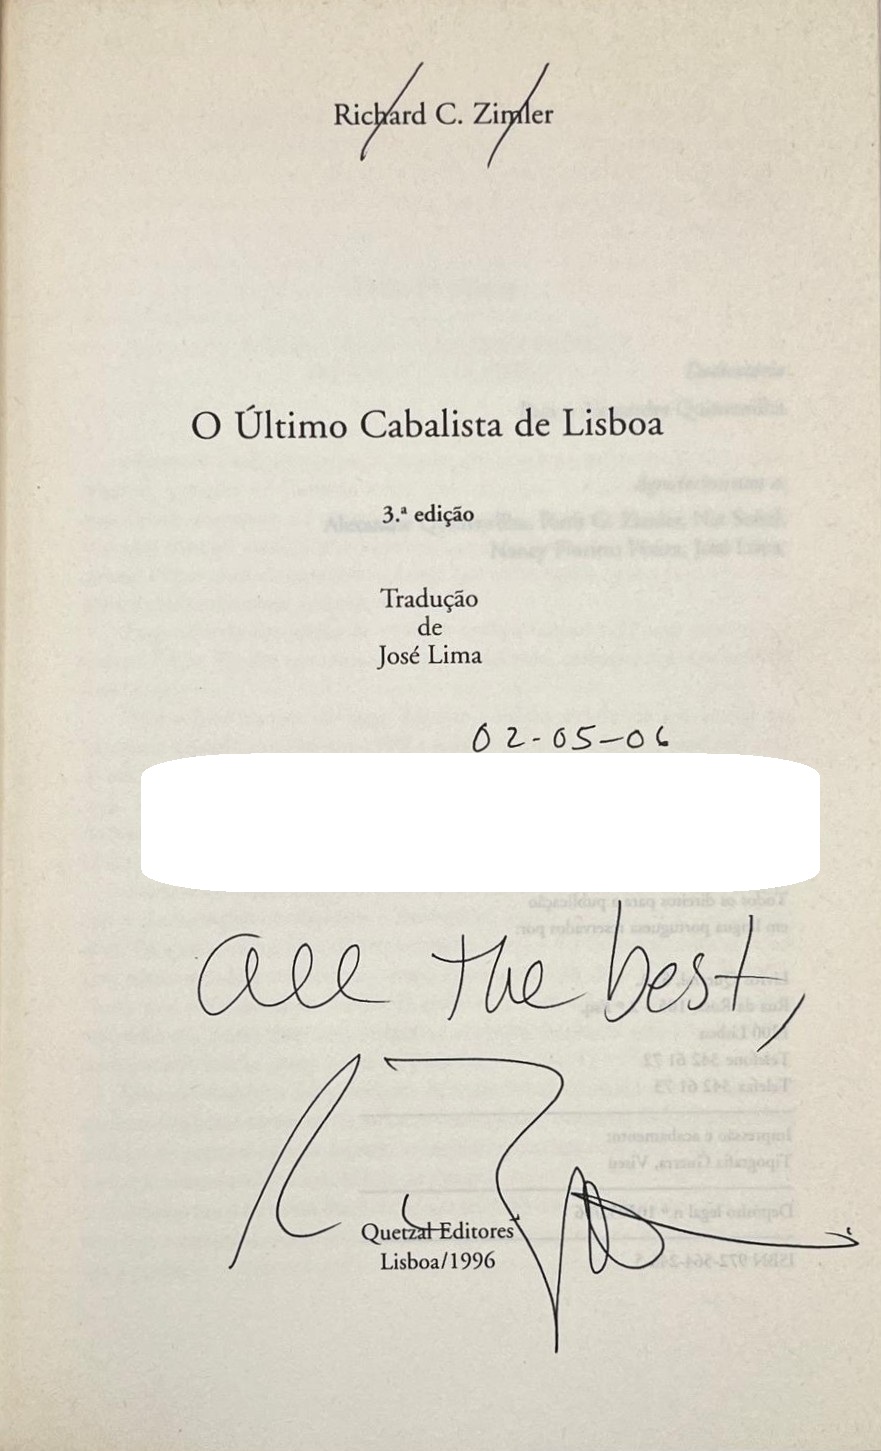 Richard C. Zimler
O Último Cabalista de Lisboa
3.ª edição
Tradução
de
José Lima
02-05-06
all the best,
Quetzal Editores
Lisboa/1996